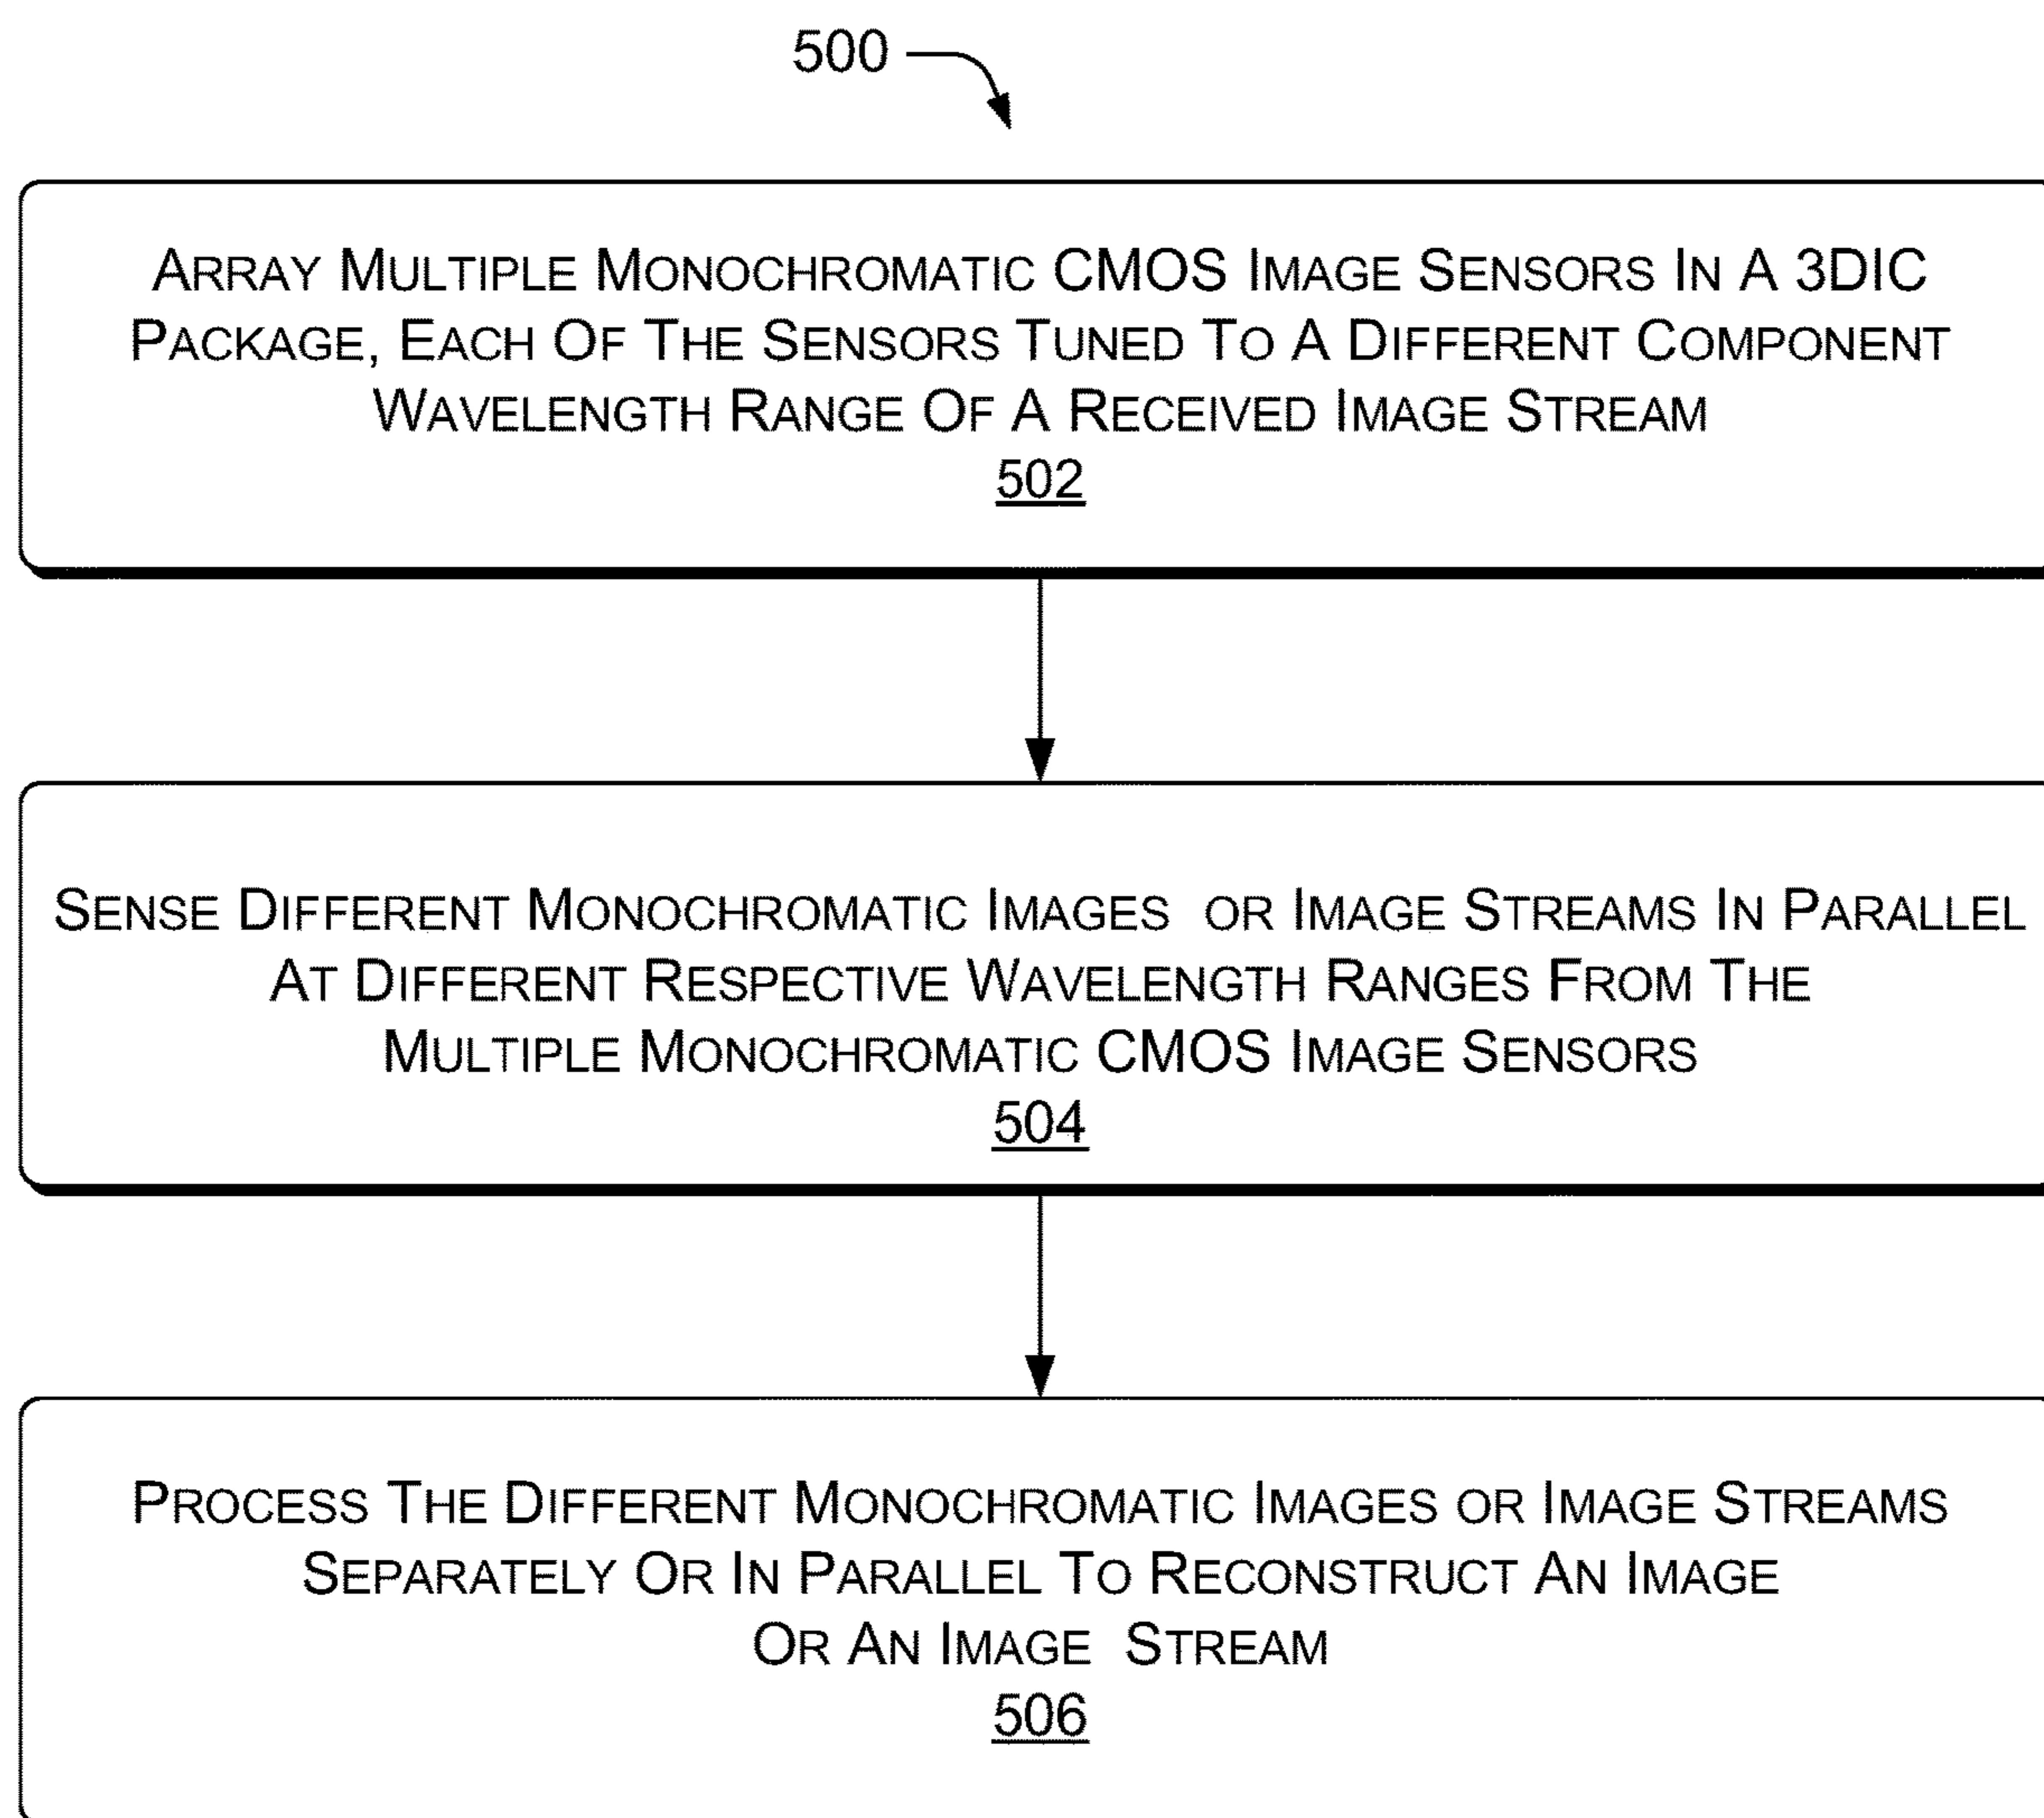 500
ARRAY MULTIPLE MONOCHROMATIC CMOS IMAGE SENSORS IN A 3DIC
PACKAGE, EACH OF THE SENSORS TUNED TO A DIFFERENT COMPONENT
WAVELENGTH RANGE OF A RECEIVED IMAGE STREAM
502
SENSE DIFFERENT MONOCHROMATIC IMAGES OR IMAGE STREAMS IN PARALLEL
AT DIFFERENT RESPECTIVE WAVELENGTH RANGES FROM THE
MULTIPLE MONOCHROMATIC CMOS IMAGE SENSORS
504
PROCESS THE DIFFERENT MONOCHROMATIC IMAGES OR IMAGE STREAMS
SEPARATELY OR IN PARALLEL TO RECONSTRUCT AN IMAGE
OR AN IMAGE STREAM
506